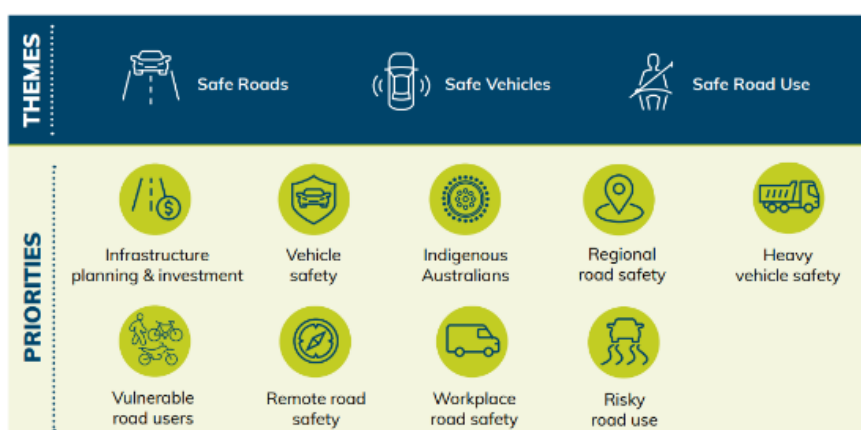 THEMES
Safe Roads
Safe Vehicles
Safe Road Use
PRIORITIES
Infrastructure
planning & investment
Vehicle
safety
Indigenous
Australians
Regional
road safety
Heavy
vehicle safety
Vulnerable
road users
Remote road
safety
Workplace
road safety
Risky
road use
$